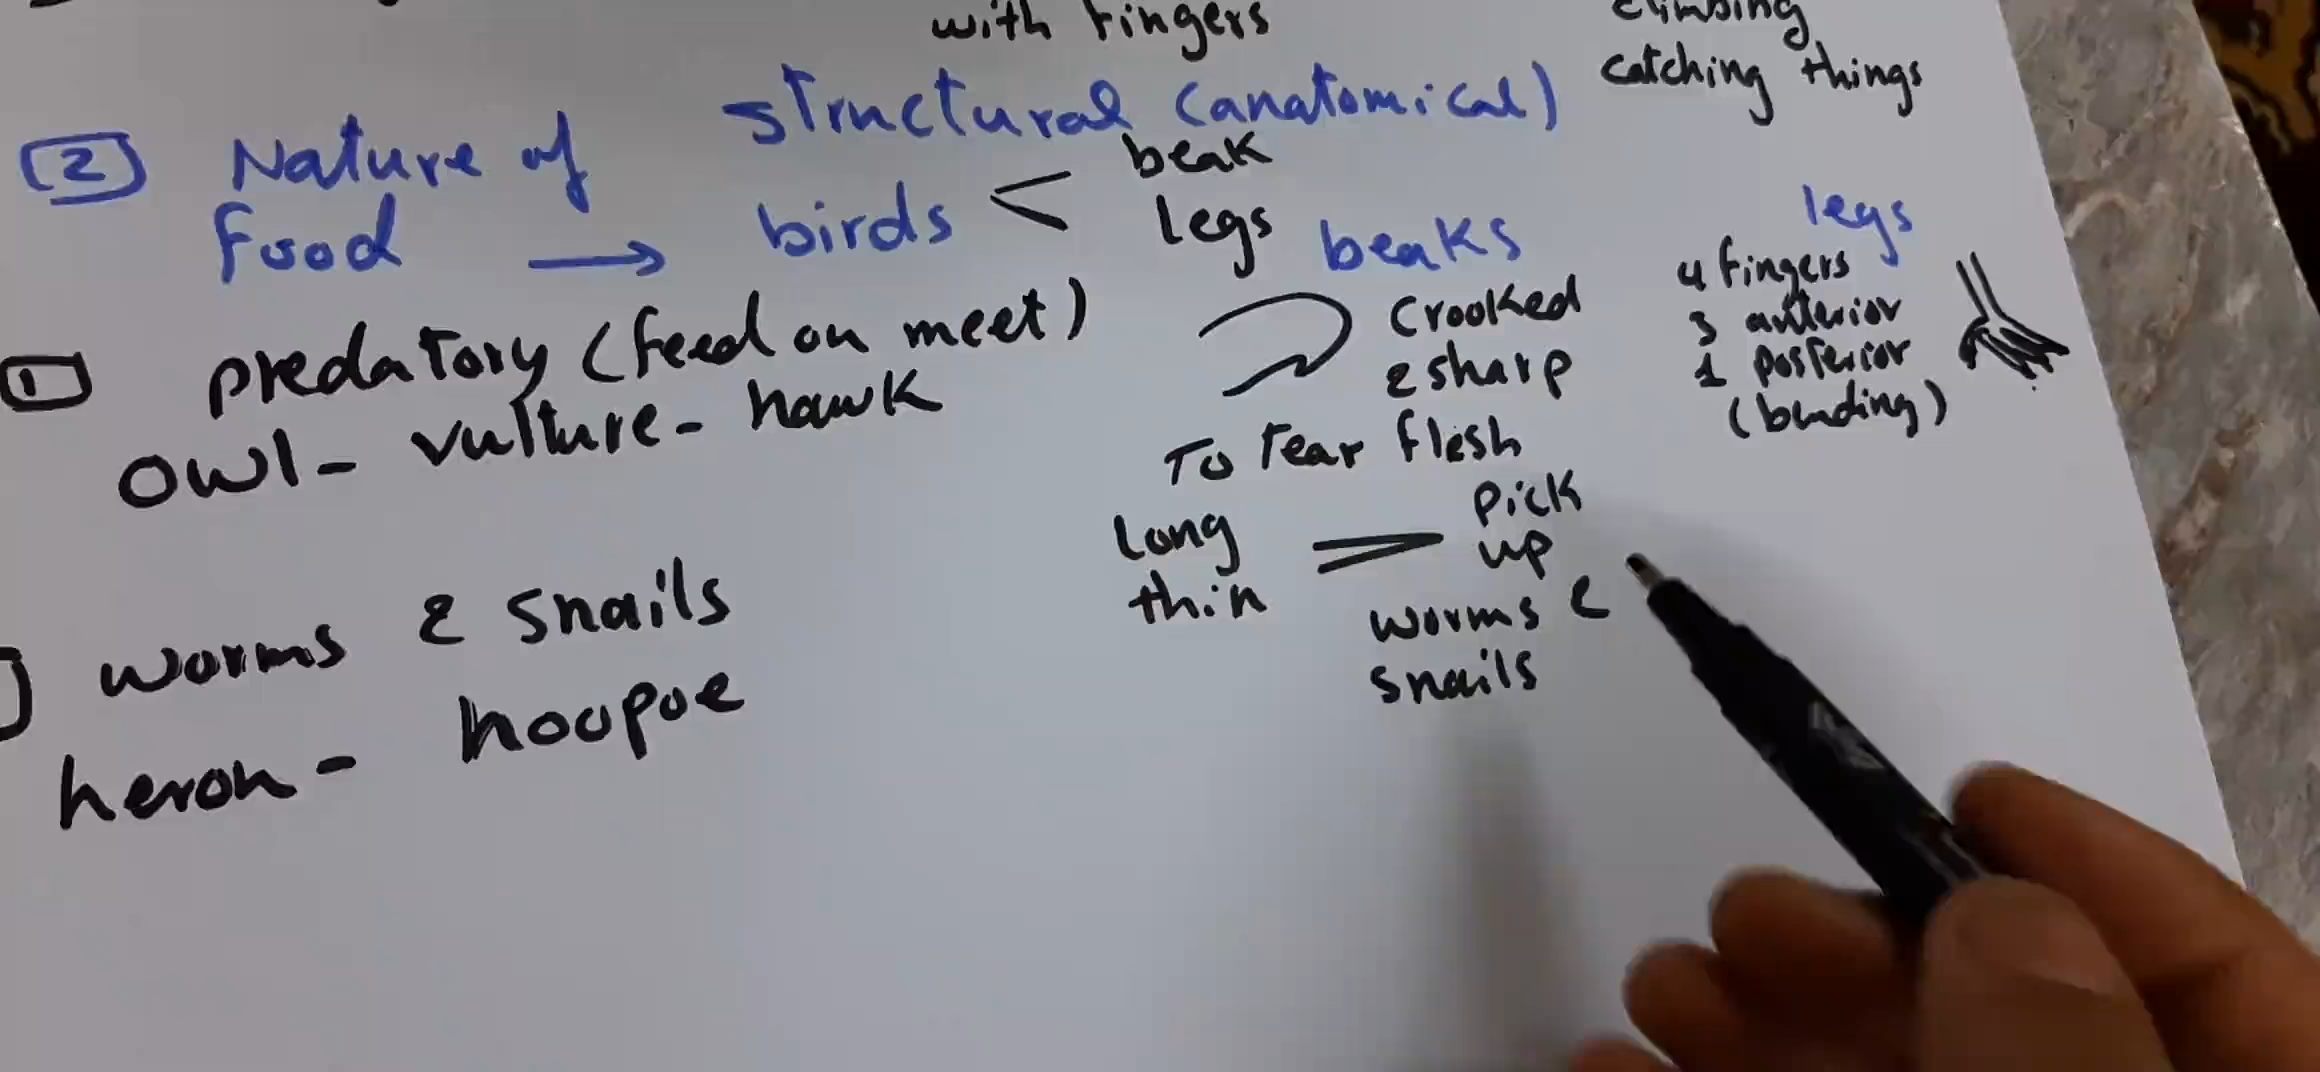 with fingers
climbing
catching things
[2] Nature of
food → birds
structural (anatomical)
beak
legs
beaks
legs
1 predatory (feed on meet)
owl - vulture - hawk
crooked
& sharp
To tear flesh
4 fingers
3 anterior
1 posterior
(bending)
worms & snails
heron - hoopoe
long
thin
pick
up
worms &
snails